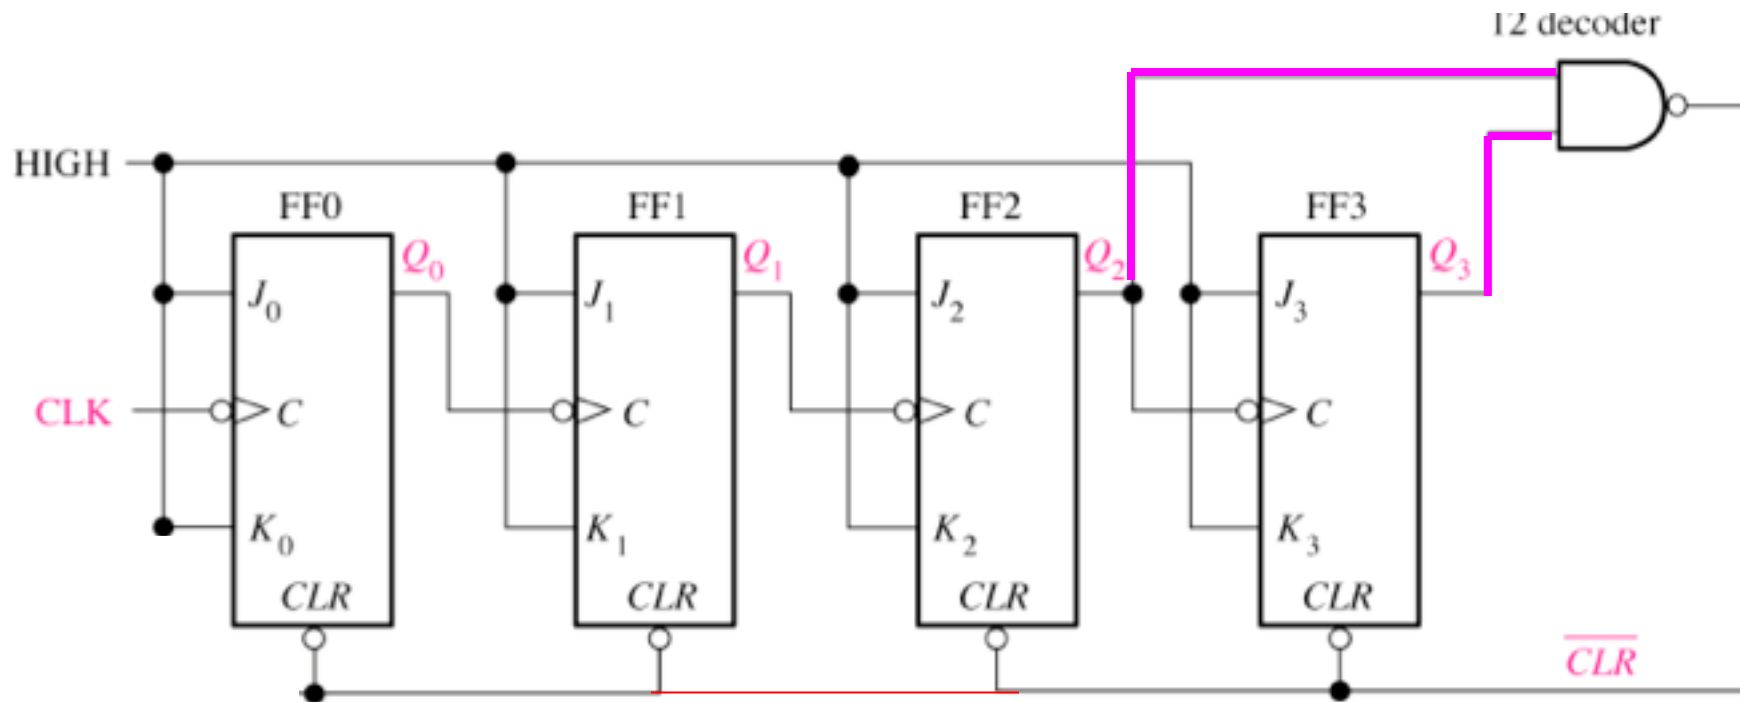 12 decoder
HIGH
FF0 FF1 FF2 FF3
Q0 Q1 Q2 Q3
J0 J1 J2 J3
CLK C C C C
K0 K1 K2 K3
CLR CLR CLR CLR
CLR